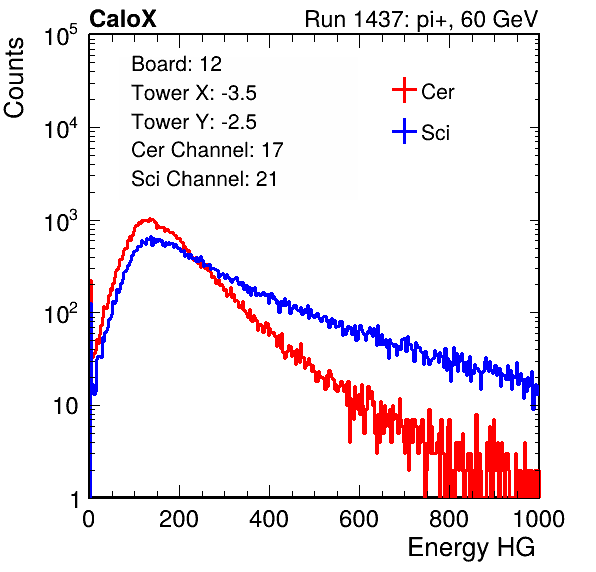 CaloX Run 1437: pi+, 60 GeV
Counts
10^5
10^4
10^3
10^2
10
1
Board: 12
Tower X: -3.5
Tower Y: -2.5
Cer Channel: 17
Sci Channel: 21
Cer
Sci
0 200 400 600 800 1000
Energy HG